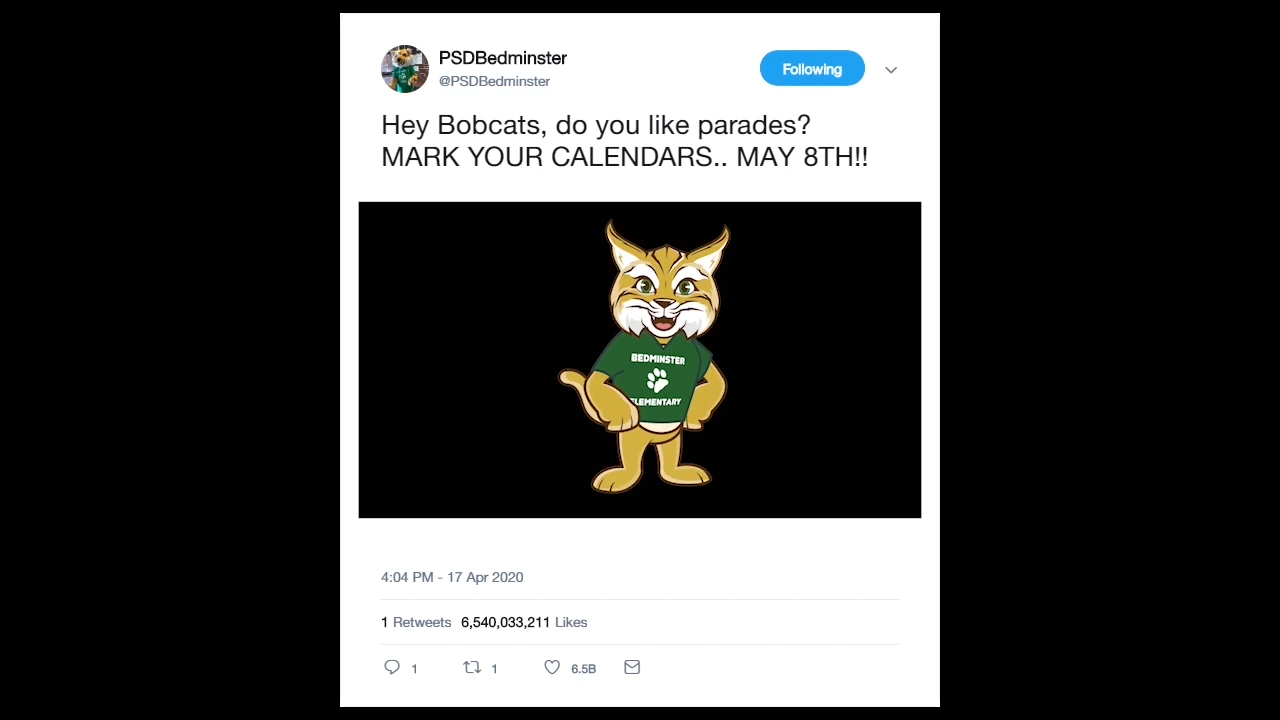 PSDBedminster
@PSDBedminster
Following
Hey Bobcats, do you like parades?
MARK YOUR CALENDARS.. MAY 8TH!!
BEDMINSTER
ELEMENTARY
4:04 PM - 17 Apr 2020
1 Retweets 6,540,033,211 Likes
1 1 6.5B